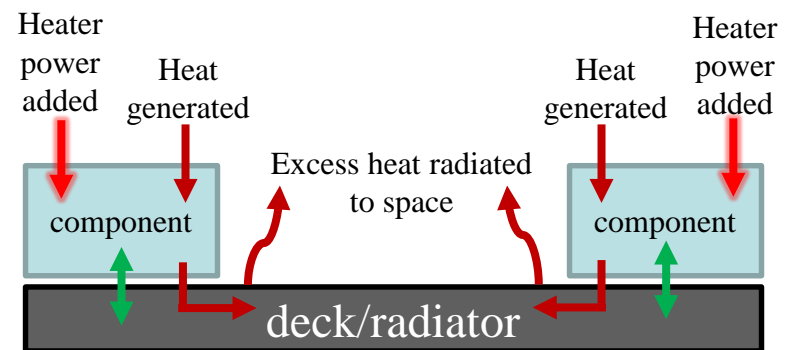 Heater
power
added
Heat
generated
Excess heat radiated
to space
Heat
generated
Heater
power
added
component
component
deck/radiator